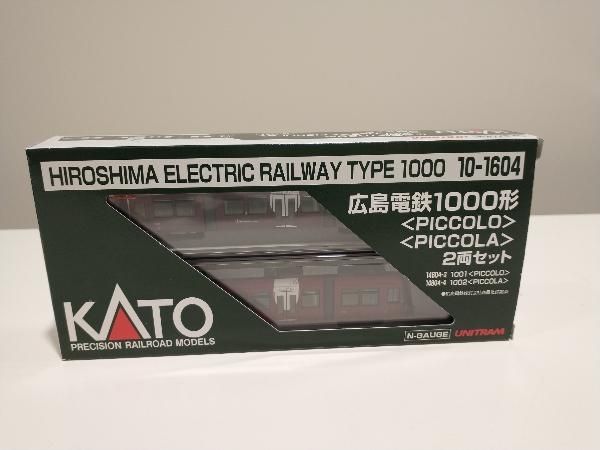 HIROSHIMA ELECTRIC RAILWAY TYPE 1000 10-1604
広島電鉄1000形
<PICCOLO>
<PICCOLA>
2両セット
14804-3 1001<PICCOLO>
14804-4 1002<PICCOLA>
KATO
PRECISION RAILROAD MODELS
N-GAUGE
UNITRAM